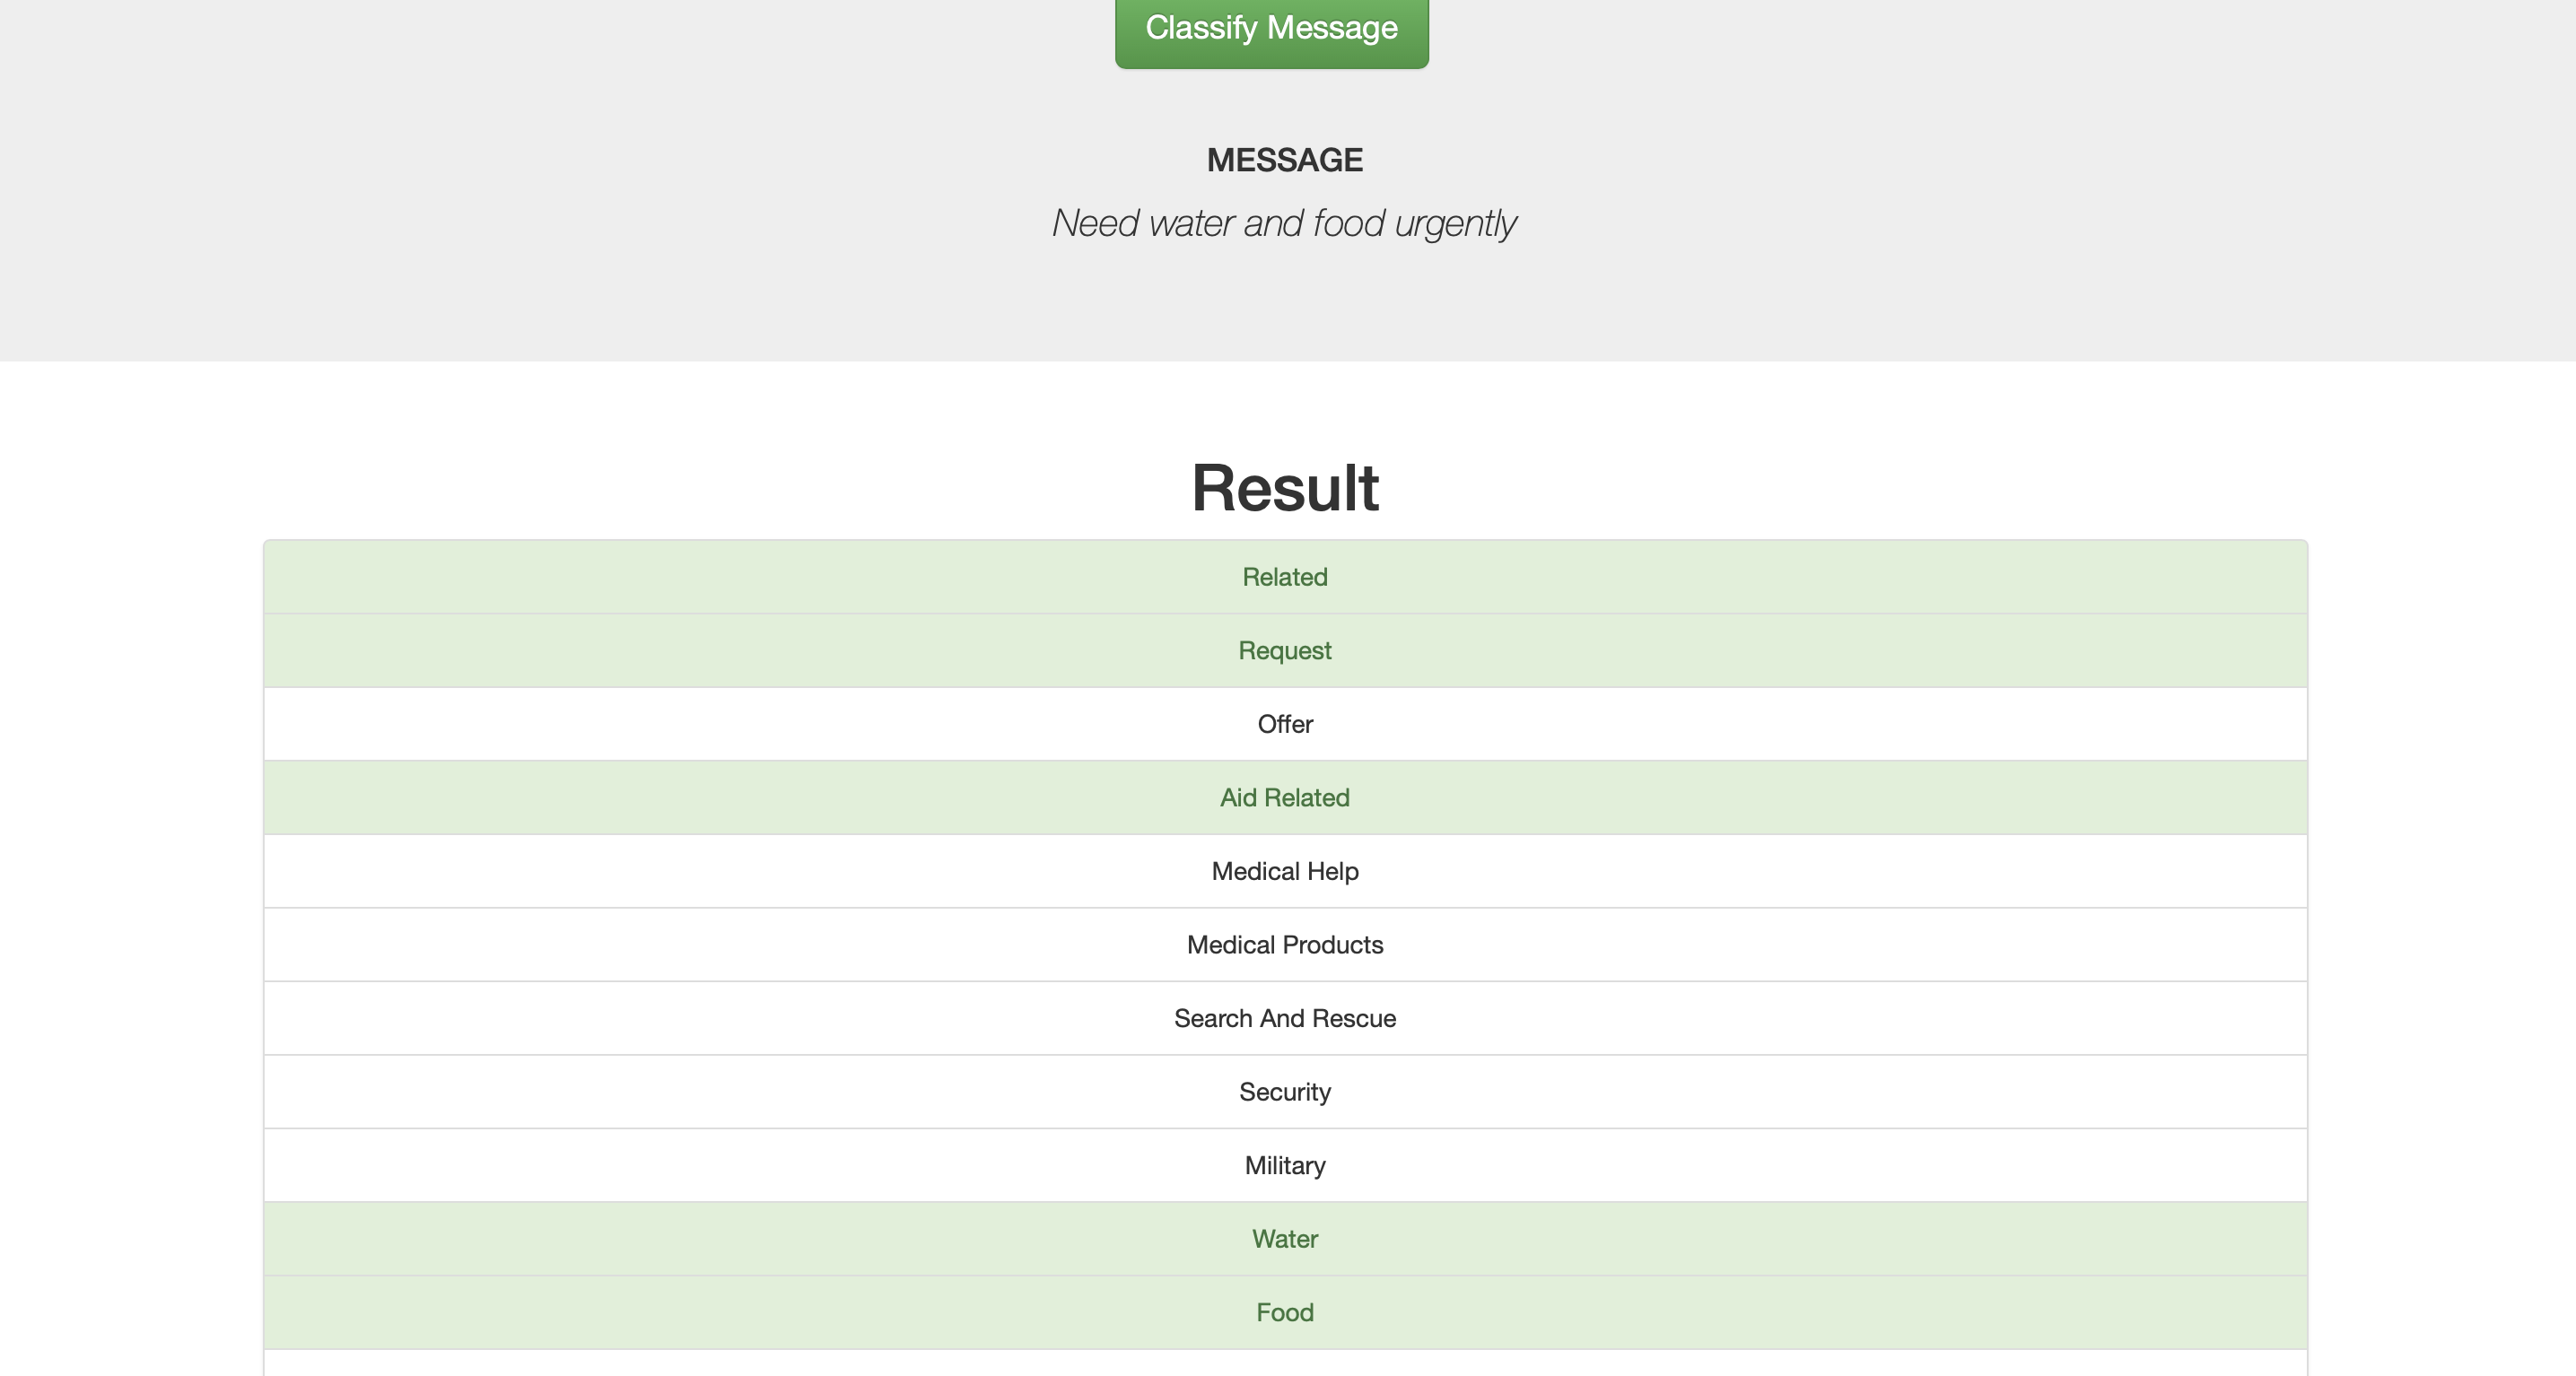 Classify Message
MESSAGE
Need water and food urgently
Result
Related
Request
Offer
Aid Related
Medical Help
Medical Products
Search And Rescue
Security
Military
Water
Food